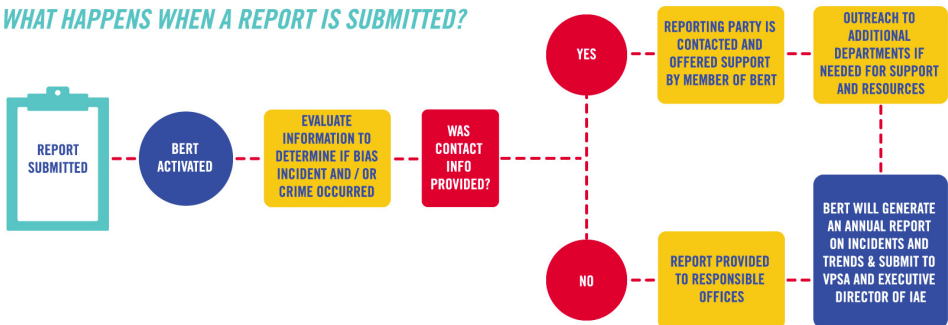 WHAT HAPPENS WHEN A REPORT IS SUBMITTED?
REPORT
SUBMITTED
BERT
ACTIVATED
EVALUATE
INFORMATION TO
DETERMINE IF BIAS
INCIDENT AND / OR
CRIME OCCURRED
WAS
CONTACT
INFO
PROVIDED?
YES
REPORTING PARTY IS
CONTACTED AND
OFFERED SUPPORT
BY MEMBER OF BERT
OUTREACH TO
ADDITIONAL
DEPARTMENTS IF
NEEDED FOR SUPPORT
AND RESOURCES
NO
REPORT PROVIDED
TO RESPONSIBLE
OFFICES
BERT WILL GENERATE
AN ANNUAL REPORT
ON INCIDENTS AND
TRENDS & SUBMIT TO
VPSA AND EXECUTIVE
DIRECTOR OF IAE